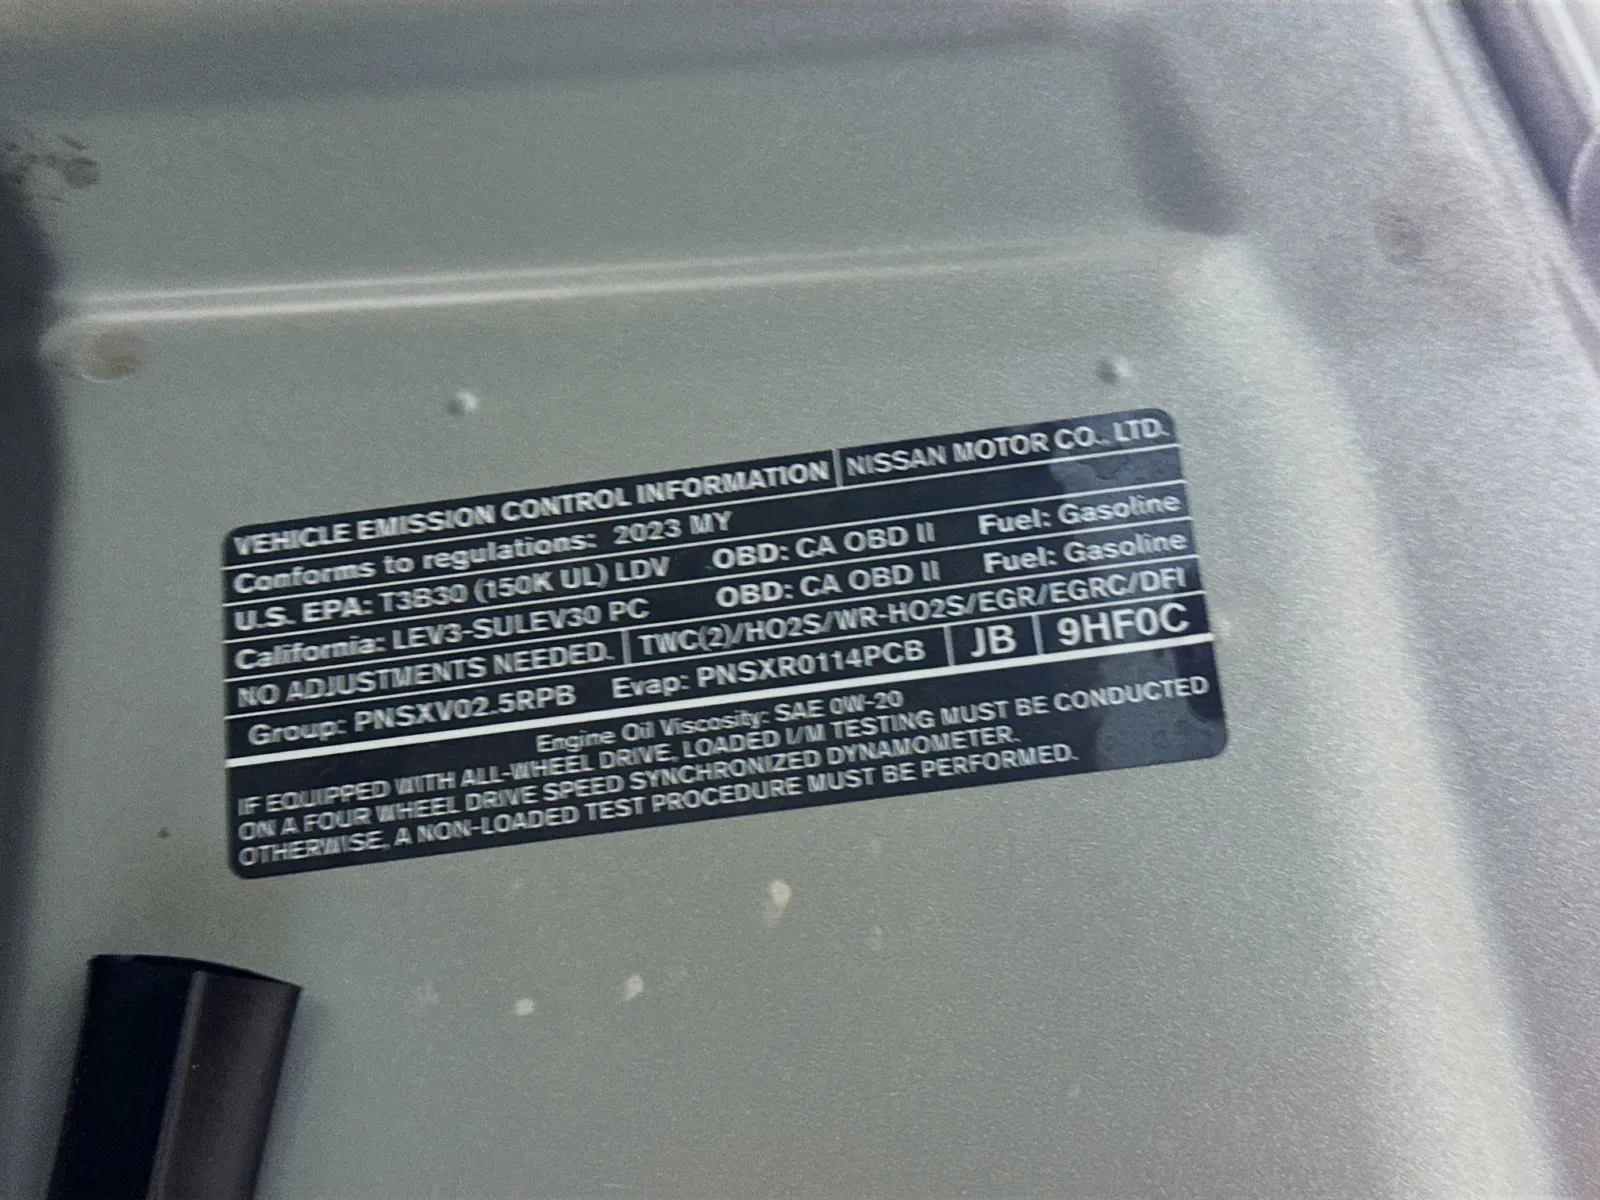 VEHICLE EMISSION CONTROL INFORMATION NISSAN MOTOR CO., LTD.
Conforms to regulations: 2023 MY
U.S. EPA: T3B30 (150K UL) LDV OBD: CA OBD II Fuel: Gasoline
California: LEV3-SULEV30 PC OBD: CA OBD II Fuel: Gasoline
NO ADJUSTMENTS NEEDED. TWC(2)/HO2S/WR-HO2S/EGR/EGRC/DFI
Group: PNSXV02.5RPB Evap: PNSXR0114PCB JB 9HF0C
Engine Oil Viscosity: SAE 0W-20
IF EQUIPPED WITH ALL-WHEEL DRIVE, LOADED I/M TESTING MUST BE CONDUCTED
ON A FOUR WHEEL DRIVE SPEED SYNCHRONIZED DYNAMOMETER.
OTHERWISE, A NON-LOADED TEST PROCEDURE MUST BE PERFORMED.